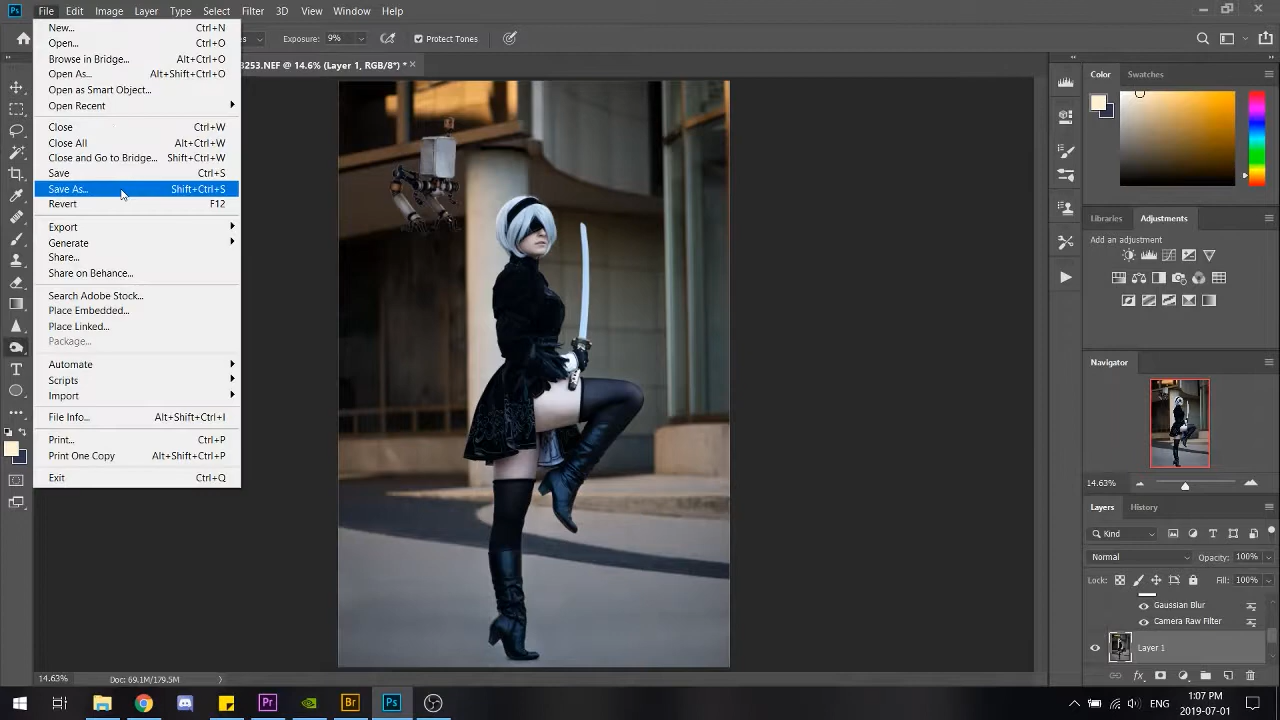 Ps File Edit Image Layer Type Select Filter 3D View Window Help
Exposure: 9% Protect Tones
8253.NEF @ 14.6% (Layer 1, RGB/8*) * ×
New... Ctrl+N
Open... Ctrl+O
Browse in Bridge... Alt+Ctrl+O
Open As... Alt+Shift+Ctrl+O
Open as Smart Object...
Open Recent
Close Ctrl+W
Close All Alt+Ctrl+W
Close and Go to Bridge... Shift+Ctrl+W
Save Ctrl+S
Save As... Shift+Ctrl+S
Revert F12
Export
Generate
Share...
Share on Behance...
Search Adobe Stock...
Place Embedded...
Place Linked...
Package...
Automate
Scripts
Import
File Info... Alt+Shift+Ctrl+I
Print... Ctrl+P
Print One Copy Alt+Shift+Ctrl+P
Exit Ctrl+Q
Color Swatches
Libraries Adjustments
Add an adjustment
Navigator
14.63%
Layers History
Kind
Normal Opacity: 100%
Lock: Fill: 100%
Gaussian Blur
Camera Raw Filter
Layer 1
14.63% Doc: 69.1M/179.5M
Pr Br Ps
1:07 PM
2019-07-01